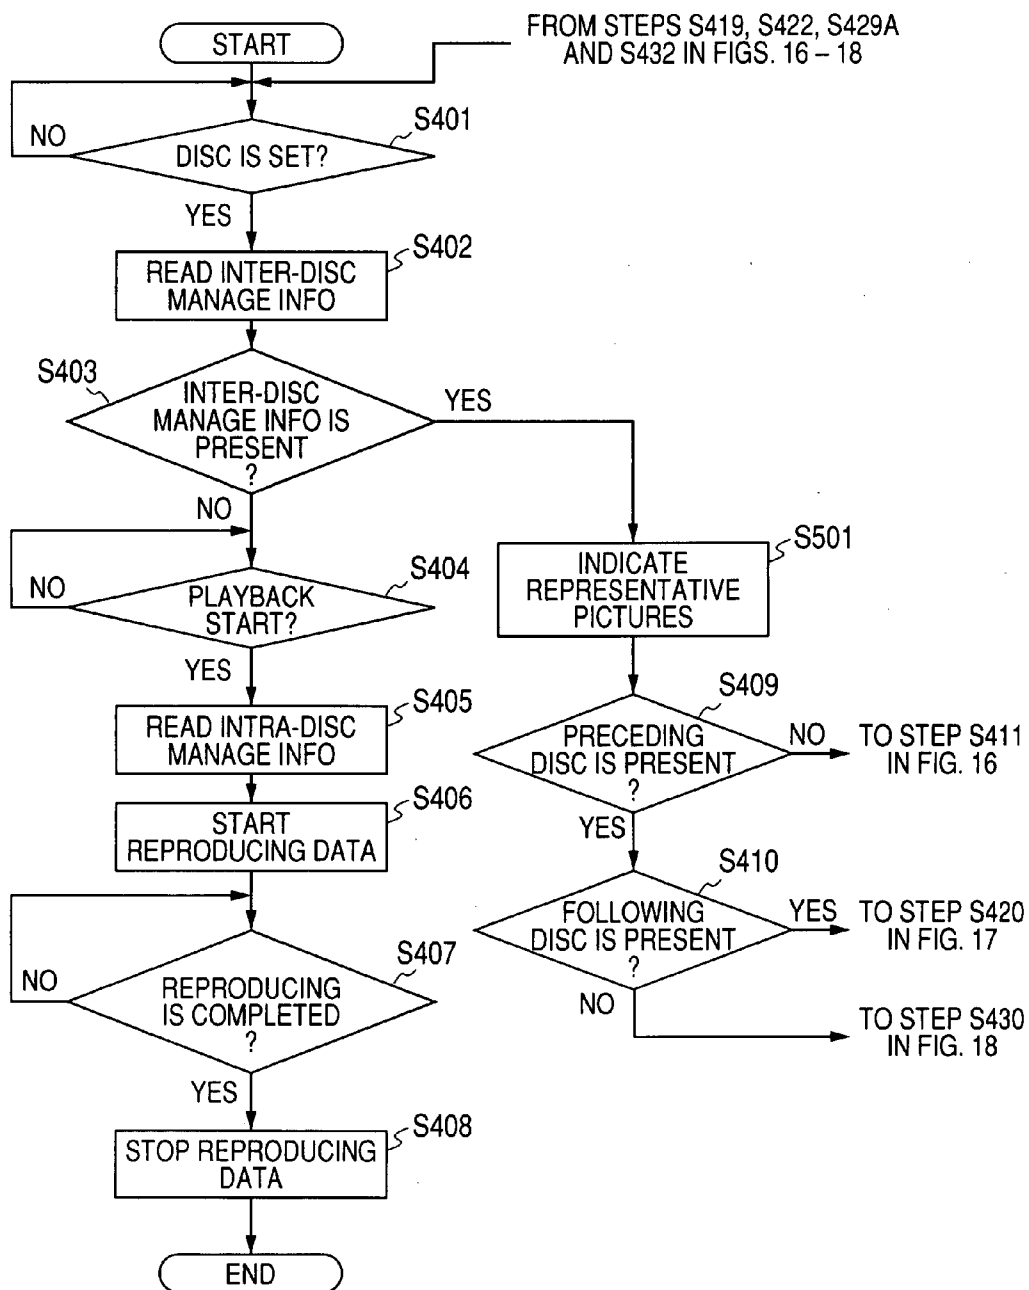 START
FROM STEPS S419, S422, S429A
AND S432 IN FIGS. 16 – 18
S401
NO
DISC IS SET?
YES
S402
READ INTER-DISC
MANAGE INFO
S403
INTER-DISC
MANAGE INFO IS
PRESENT
?
YES
NO
S404
NO
PLAYBACK
START?
YES
S501
INDICATE
REPRESENTATIVE
PICTURES
S405
READ INTRA-DISC
MANAGE INFO
S409
PRECEDING
DISC IS PRESENT
?
NO
TO STEP S411
IN FIG. 16
YES
S406
START
REPRODUCING DATA
S410
FOLLOWING
DISC IS PRESENT
?
YES
TO STEP S420
IN FIG. 17
NO
TO STEP S430
IN FIG. 18
S407
NO
REPRODUCING
IS COMPLETED
?
YES
S408
STOP REPRODUCING
DATA
END